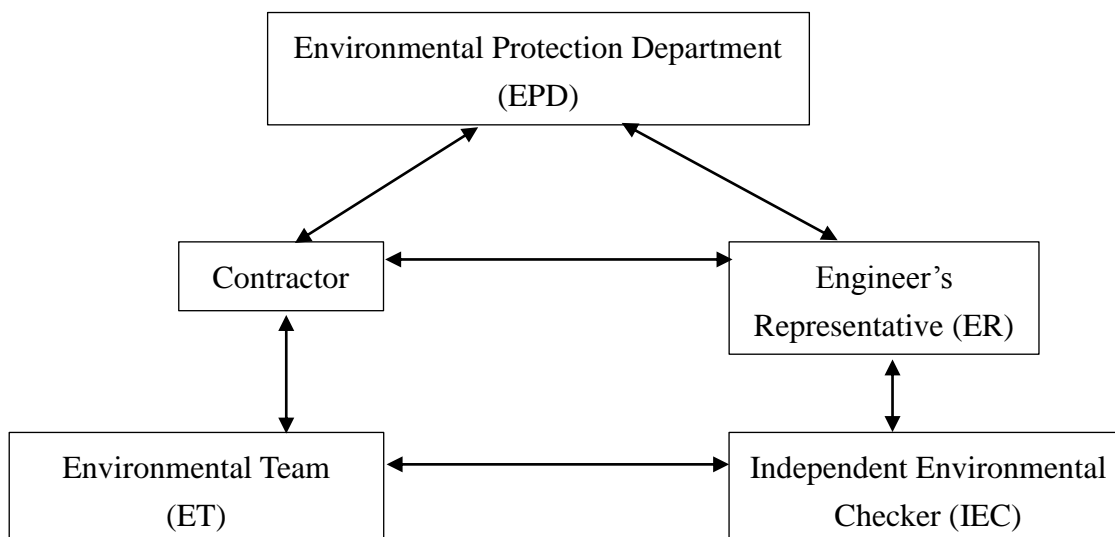 Environmental Protection Department
(EPD)
Contractor
Engineer’s
Representative (ER)
Environmental Team
(ET)
Independent Environmental
Checker (IEC)